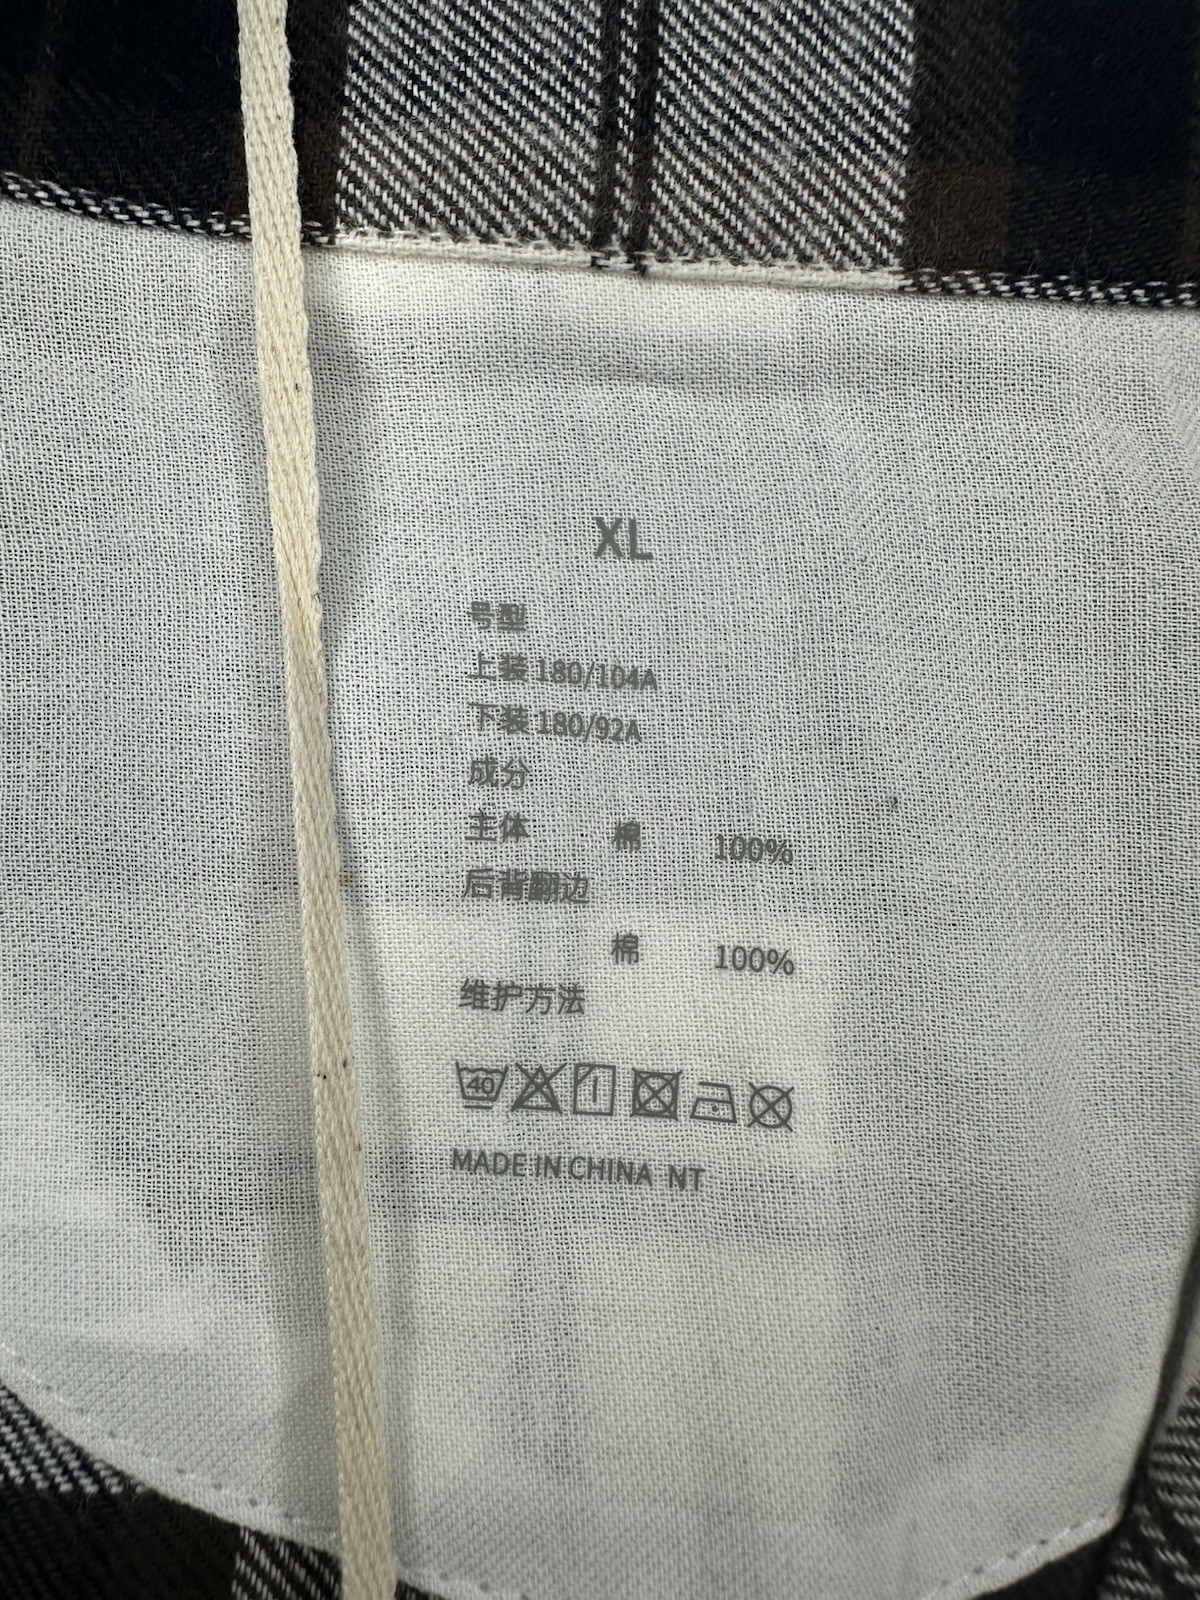 XL
号型
上装 180/104A
下装 180/92A
成分
主体 棉 100%
后背翻边
棉 100%
维护方法
40
MADE IN CHINA NT